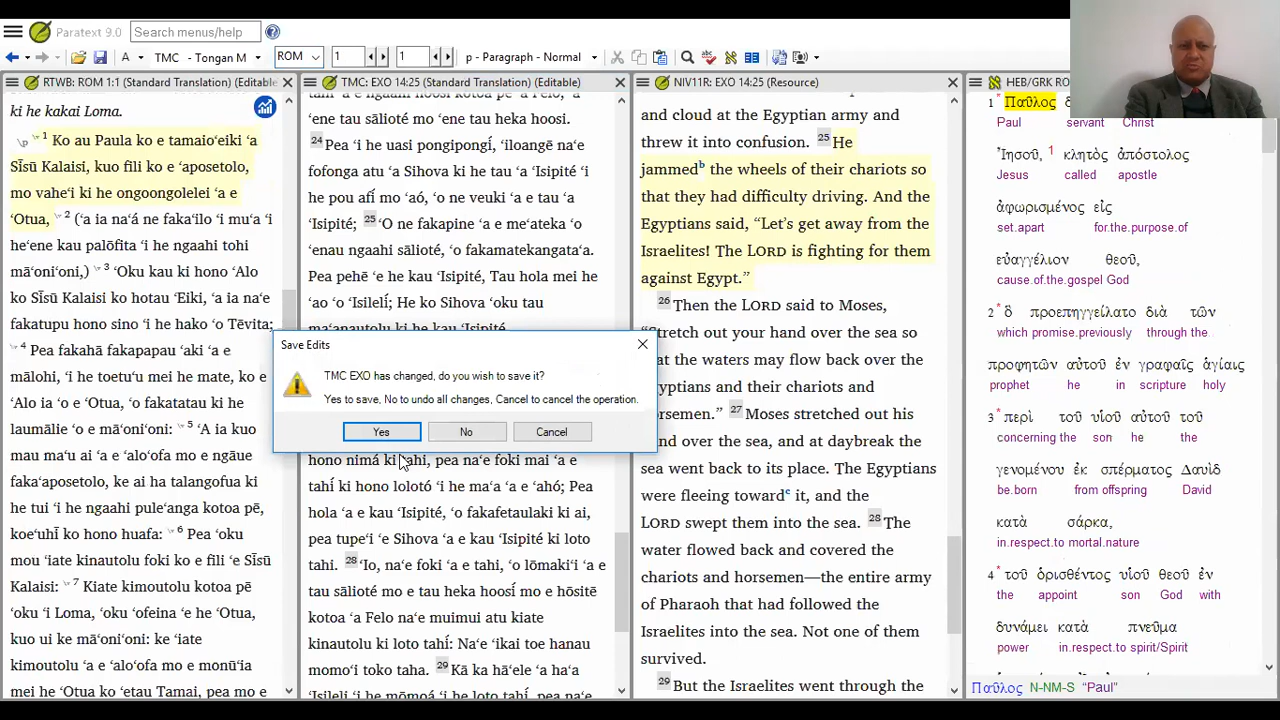 Paratext 9.0
Search menus/help
A
TMC - Tongan M
ROM
1
1
p - Paragraph - Normal
RTWB: ROM 1:1 (Standard Translation) (Editable
ki he kakai Loma.
\p 1 Ko au Paula ko e tamaioʻeiki ʻa
Sīsū Kalaisi, kuo fili ko e ʻaposetolo,
mo vaheʻi ki he ongoongolelei ʻa e
ʻOtua, 2 (ʻa ia naʻá ne fakaʻilo ʻi muʻa ʻi
heʻene kau palōfita ʻi he ngaahi tohi
māʻoniʻoni,) 3 ʻOku kau ki hono ʻAlo
ko Sīsū Kalaisi ko hotau ʻEiki, ʻa ia naʻe
fakatupu hono sino ʻi he hako ʻo Tēvita;
4 Pea fakahā fakapapau ʻaki ʻa e
mālohi, ʻi he toetuʻu mei he mate, ko e
ʻAlo ia ʻo e ʻOtua, ʻo fakatatau ki he
laumālie ʻo e māʻoniʻoni: 5 ʻA ia kuo
mau maʻu ai ʻa e ʻaloʻofa mo e ngāue
fakaʻaposetolo, ke ai ha talangofua ki
he tui ʻi he ngaahi puleʻanga kotoa pē,
koeʻuhī ko hono huafa: 6 Pea ʻoku
mou ʻiate kinautolu foki ko e fili ʻe Sīsū
Kalaisi: 7 Kiate kimoutolu kotoa pē
ʻoku ʻi Loma, ʻoku ʻofeina ʻe he ʻOtua,
kuo ui ke māʻoniʻoni: ke ʻiate
kimoutolu ʻa e ʻaloʻofa mo e monūʻia
mei he ʻOtua ko ʻetau Tamai, pea mo e
TMC: EXO 14:25 (Standard Translation) (Editable)
ʻene tau sālioté mo ʻene tau heka hoosi.
24 Pea ʻi he uasi pongipongí, ʻiloangē naʻe
fofonga atu ʻa Sihova ki he tau ʻa ʻIsipité ʻi
he pou afí mo ʻaó, ʻo ne veuki ʻa e tau ʻa
ʻIsipité; 25 ʻO ne fakapine ʻa e meʻateka ʻo
ʻenau ngaahi sālioté, ʻo fakamatekangataʻa.
Pea pehē ʻe he kau ʻIsipité, Tau hola mei he
ʻao ʻo ʻIsilelí; He ko Sihova ʻoku tau
maʻanautolu ki he kau ʻIsipité.
hono nimá ki tahi, pea naʻe foki mai ʻa e
tahí ki hono lolotó ʻi he maʻa ʻa e ʻahó; Pea
hola ʻa e kau ʻIsipité, ʻo fakafetaulaki ki ai,
pea tupeʻi ʻe Sihova ʻa e kau ʻIsipité ki loto
tahi. 28 ʻIo, naʻe foki ʻa e tahi, ʻo lōmakiʻi ʻa e
tau sālioté mo e tau heka hoosí mo e hōsitē
kotoa ʻa Felo naʻe muimui atu kiate
kinautolu ki loto tahí: Naʻe ʻikai toe hanau
momoʻi toko taha. 29 Kā ka hāʻele ʻa haʻa
ʻIsileli ʻi he mōmoá ʻi he loto tahí, pea naʻe
NIV11R: EXO 14:25 (Resource)
and cloud at the Egyptian army and
threw it into confusion. 25 He
jammed b the wheels of their chariots so
that they had difficulty driving. And the
Egyptians said, “Let’s get away from the
Israelites! The LORD is fighting for them
against Egypt.”
26 Then the LORD said to Moses,
“Stretch out your hand over the sea so
at the waters may flow back over the
yptians and their chariots and
orsemen.” 27 Moses stretched out his
nd over the sea, and at daybreak the
sea went back to its place. The Egyptians
were fleeing toward c it, and the
LORD swept them into the sea. 28 The
water flowed back and covered the
chariots and horsemen—the entire army
of Pharaoh that had followed the
Israelites into the sea. Not one of them
survived.
29 But the Israelites went through the
HEB/GRK RO
1 Παῦλος
Paul servant Christ
Ἰησοῦ, 1 κλητὸς ἀπόστολος
Jesus called apostle
ἀφωρισμένος εἰς
set.apart for.the.purpose.of
εὐαγγέλιον θεοῦ,
cause.of.the.gospel God
2 ὃ προεπηγγείλατο διὰ τῶν
which promise.previously through the
προφητῶν αὐτοῦ ἐν γραφαῖς ἁγίαις
prophet he in scripture holy
3 περὶ τοῦ υἱοῦ αὐτοῦ τοῦ
concerning the son he the
γενομένου ἐκ σπέρματος Δαυὶδ
be.born from offspring David
κατὰ σάρκα,
in.respect.to mortal.nature
4 τοῦ ὁρισθέντος υἱοῦ θεοῦ ἐν
the appoint son God with
δυνάμει κατὰ πνεῦμα
power in.respect.to spirit/Spirit
Παῦλος N-NM-S “Paul”
Save Edits
TMC EXO has changed, do you wish to save it?
Yes to save, No to undo all changes, Cancel to cancel the operation.
Yes
No
Cancel